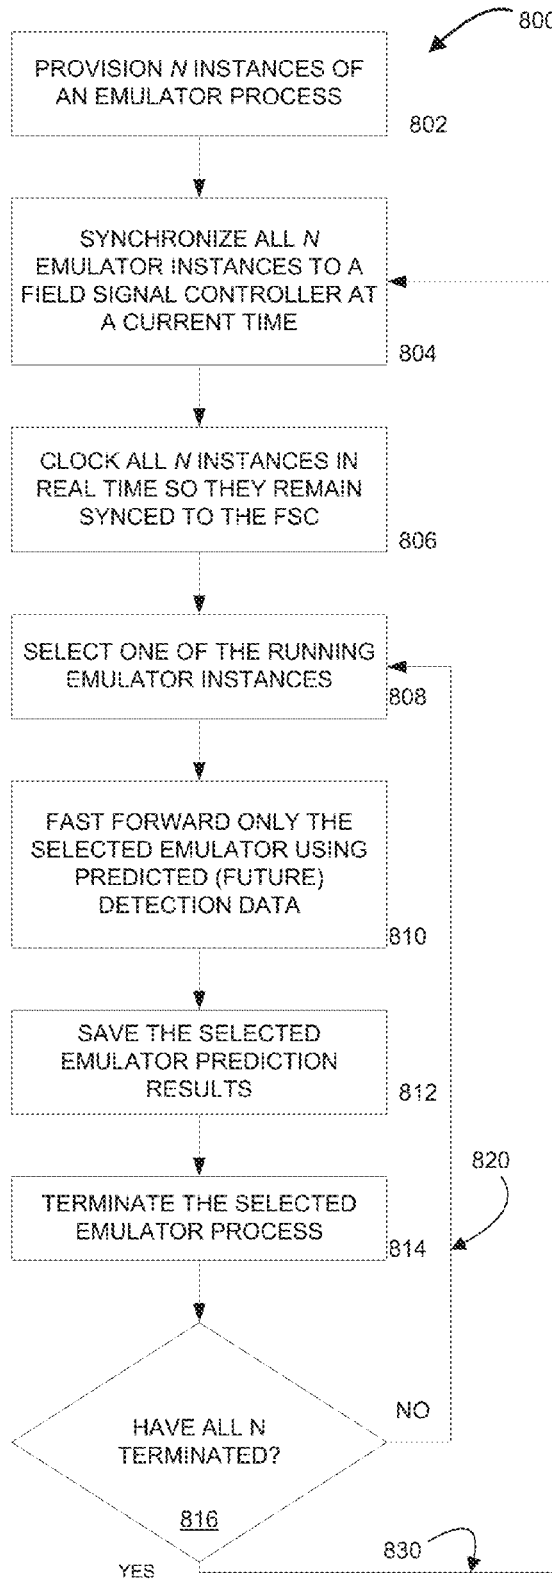 800
PROVISION N INSTANCES OF
AN EMULATOR PROCESS
802
SYNCHRONIZE ALL N
EMULATOR INSTANCES TO A
FIELD SIGNAL CONTROLLER AT
A CURRENT TIME
804
CLOCK ALL N INSTANCES IN
REAL TIME SO THEY REMAIN
SYNCED TO THE FSC
806
SELECT ONE OF THE RUNNING
EMULATOR INSTANCES
808
FAST FORWARD ONLY THE
SELECTED EMULATOR USING
PREDICTED (FUTURE)
DETECTION DATA
810
SAVE THE SELECTED
EMULATOR PREDICTION
RESULTS
812
820
TERMINATE THE SELECTED
EMULATOR PROCESS
814
NO
HAVE ALL N
TERMINATED?
816
830
YES